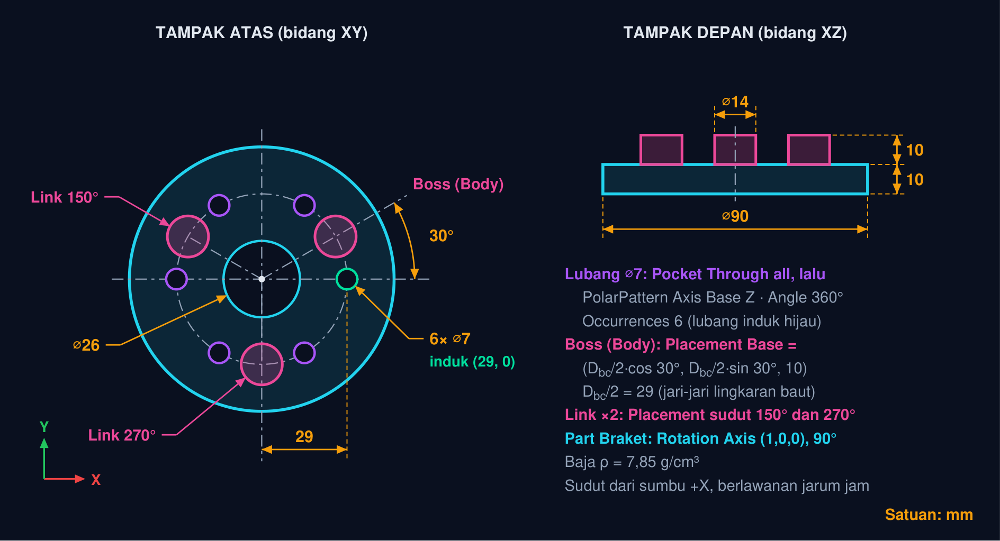 TAMPAK ATAS (bidang XY)
TAMPAK DEPAN (bidang XZ)
Link 150°
Boss (Body)
30°
⌀26
6× ⌀7
induk (29, 0)
Link 270°
29
Y
X
⌀14
10
10
⌀90
Lubang ⌀7: Pocket Through all, lalu
PolarPattern Axis Base Z · Angle 360°
Occurrences 6 (lubang induk hijau)
Boss (Body): Placement Base =
(Dbc/2·cos 30°, Dbc/2·sin 30°, 10)
Dbc/2 = 29 (jari-jari lingkaran baut)
Link ×2: Placement sudut 150° dan 270°
Part Braket: Rotation Axis (1,0,0), 90°
Baja ρ = 7,85 g/cm³
Sudut dari sumbu +X, berlawanan jarum jam
Satuan: mm